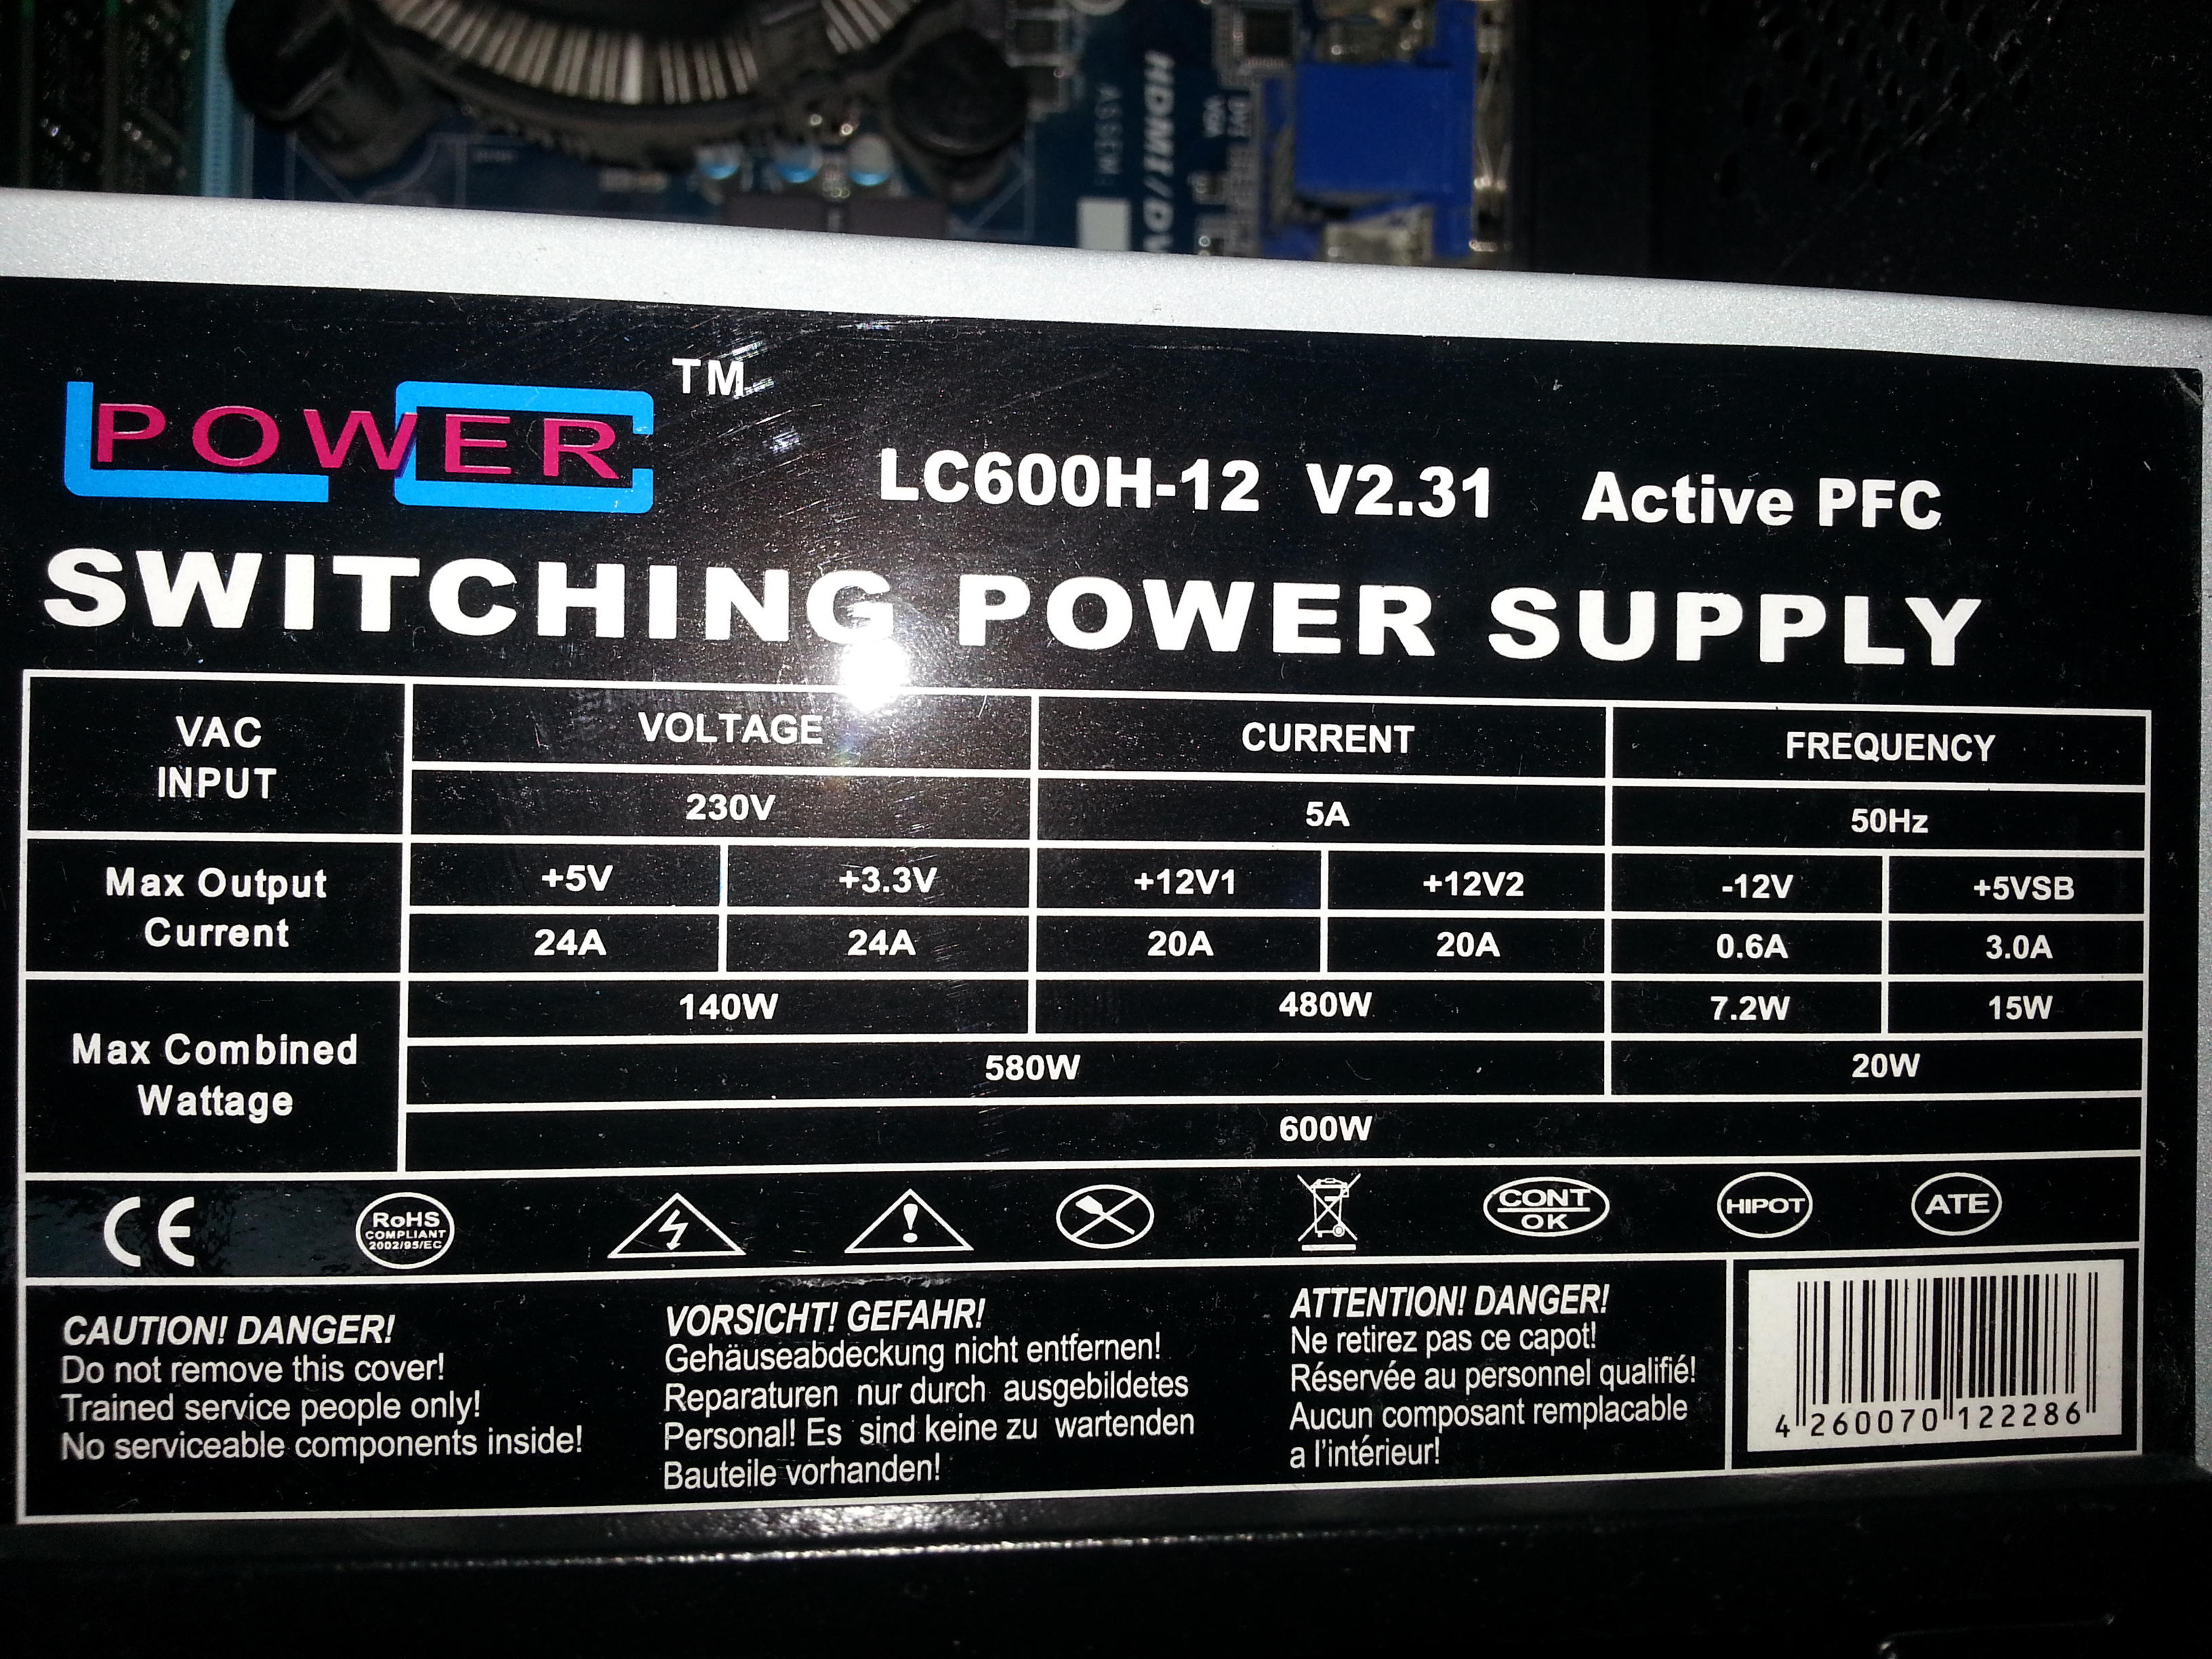 HDMI/DV
ASSEM
DVI
VGA
POWER TM
LC600H-12 V2.31 Active PFC
SWITCHING POWER SUPPLY
VAC INPUT VOLTAGE CURRENT FREQUENCY
230V 5A 50Hz
Max Output Current +5V +3.3V +12V1 +12V2 -12V +5VSB
24A 24A 20A 20A 0.6A 3.0A
Max Combined Wattage 140W 480W 7.2W 15W
580W 20W
600W
CE
RoHS
COMPLIANT
2002/95/EC
CONT
OK
HIPOT
ATE
CAUTION! DANGER!
Do not remove this cover!
Trained service people only!
No serviceable components inside!
VORSICHT! GEFAHR!
Gehäuseabdeckung nicht entfernen!
Reparaturen nur durch ausgebildetes
Personal! Es sind keine zu wartenden
Bauteile vorhanden!
ATTENTION! DANGER!
Ne retirez pas ce capot!
Réservée au personnel qualifié!
Aucun composant remplacable
a l'intérieur!
4 260070 122286